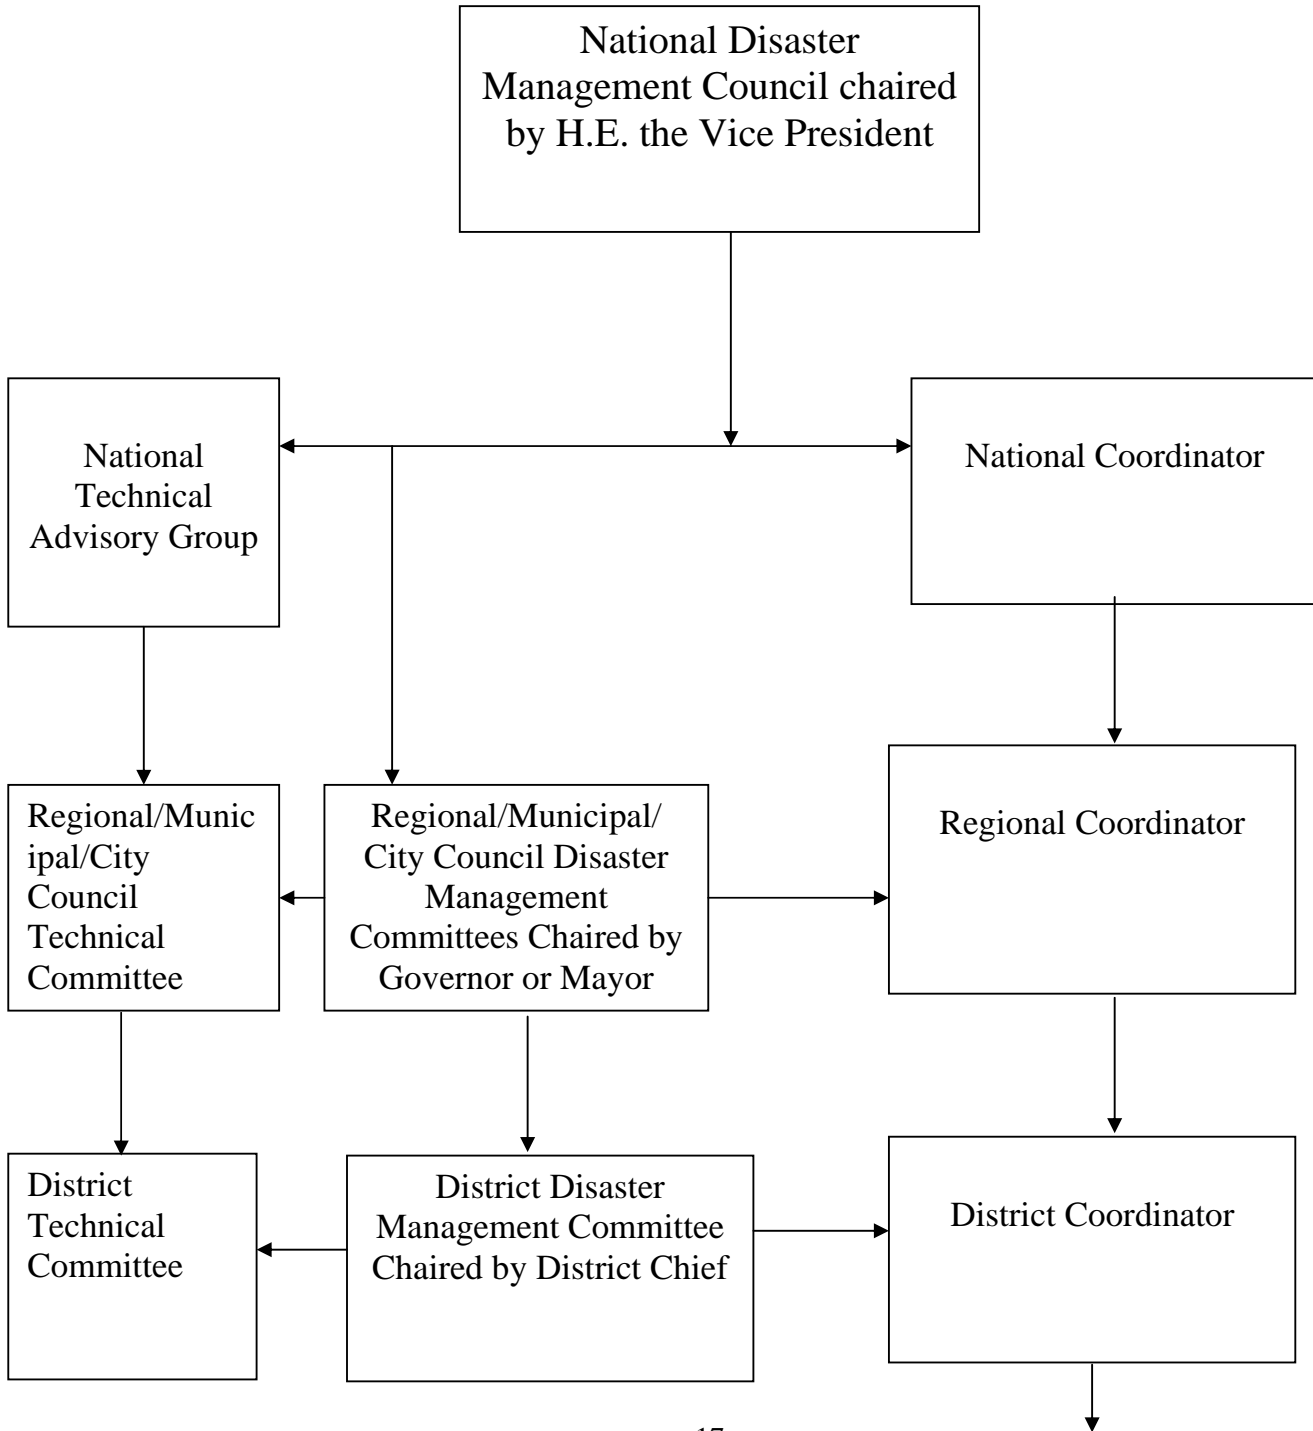 National Disaster
Management Council chaired
by H.E. the Vice President
National
Technical
Advisory Group
National Coordinator
Regional/Munic
ipal/City
Council
Technical
Committee
Regional/Municipal/
City Council Disaster
Management
Committees Chaired by
Governor or Mayor
Regional Coordinator
District
Technical
Committee
District Disaster
Management Committee
Chaired by District Chief
District Coordinator
17